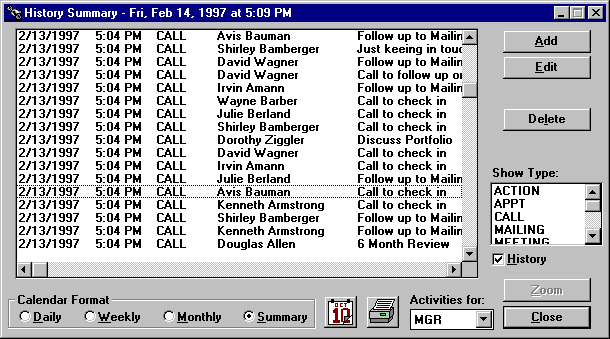 History Summary - Fri, Feb 14, 1997 at 5:09 PM
2/13/1997 5:04 PM CALL Avis Bauman Follow up to Mailin
2/13/1997 5:04 PM CALL Shirley Bamberger Just keeing in touc
2/13/1997 5:04 PM CALL David Wagner Follow up to Mailin
2/13/1997 5:04 PM CALL David Wagner Call to follow up or
2/13/1997 5:04 PM CALL Irvin Amann Follow up to Mailin
2/13/1997 5:04 PM CALL Wayne Barber Call to check in
2/13/1997 5:04 PM CALL Julie Berland Call to check in
2/13/1997 5:04 PM CALL Shirley Bamberger Call to check in
2/13/1997 5:04 PM CALL Dorothy Ziggler Discuss Portfolio
2/13/1997 5:04 PM CALL David Wagner Call to check in
2/13/1997 5:04 PM CALL Irvin Amann Call to check in
2/13/1997 5:04 PM CALL Julie Berland Follow up to Mailin
2/13/1997 5:04 PM CALL Avis Bauman Call to check in
2/13/1997 5:04 PM CALL Kenneth Armstrong Call to check in
2/13/1997 5:04 PM CALL Shirley Bamberger Follow up to Mailin
2/13/1997 5:04 PM CALL Kenneth Armstrong Follow up to Mailin
2/13/1997 5:04 PM CALL Douglas Allen 6 Month Review
Add
Edit
Delete
Show Type:
ACTION
APPT
CALL
MAILING
MEETING
History
Zoom
Close
Calendar Format
Daily Weekly Monthly Summary
OCT
12
Activities for:
MGR